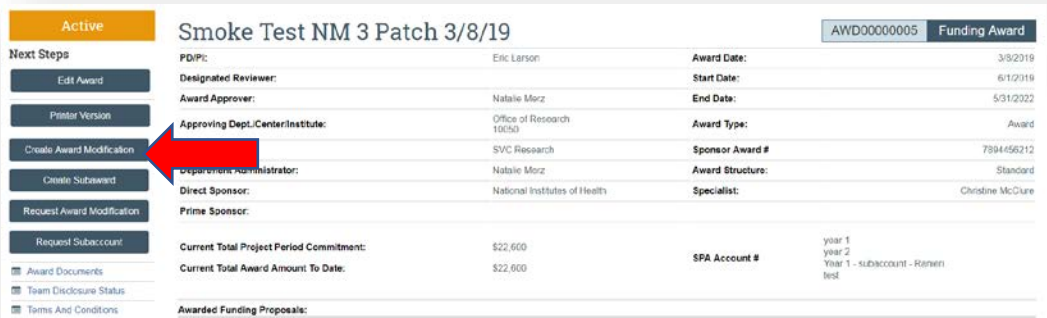 Active
Next Steps
Edit Award
Printer Version
Create Award Modification
Create Subaward
Request Award Modification
Request Subaccount
Award Documents
Team Disclosure Status
Terms And Conditions
Smoke Test NM 3 Patch 3/8/19
AWD00000005 Funding Award
PD/PI: Eric Larson Award Date: 3/8/2019
Designated Reviewer: Start Date: 6/1/2019
Award Approver: Natalie Merz End Date: 5/31/2022
Approving Dept./Center/Institute: Office of Research 10050 Award Type: Award
SVC Research Sponsor Award # 7894456212
Department Administrator: Natalie Merz Award Structure: Standard
Direct Sponsor: National Institutes of Health Specialist: Christine McClure
Prime Sponsor:
Current Total Project Period Commitment: $22,600
Current Total Award Amount To Date: $22,600
SPA Account #
year 1
year 2
Year 1 - subaccount - Ranieri
test
Awarded Funding Proposals: